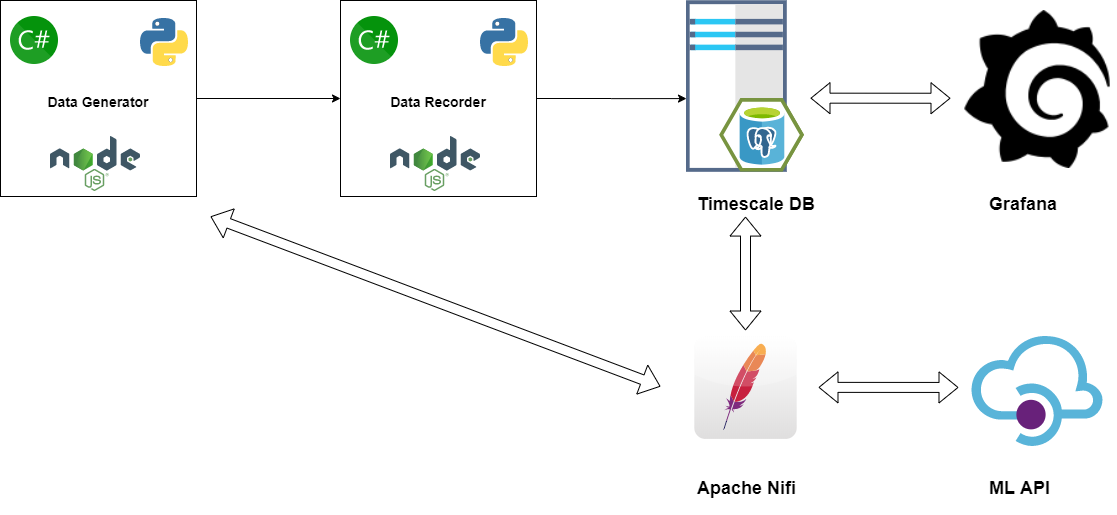 C#
C#
Data Generator
Data Recorder
node
JS
node
JS
Timescale DB
Grafana
Apache Nifi
ML API